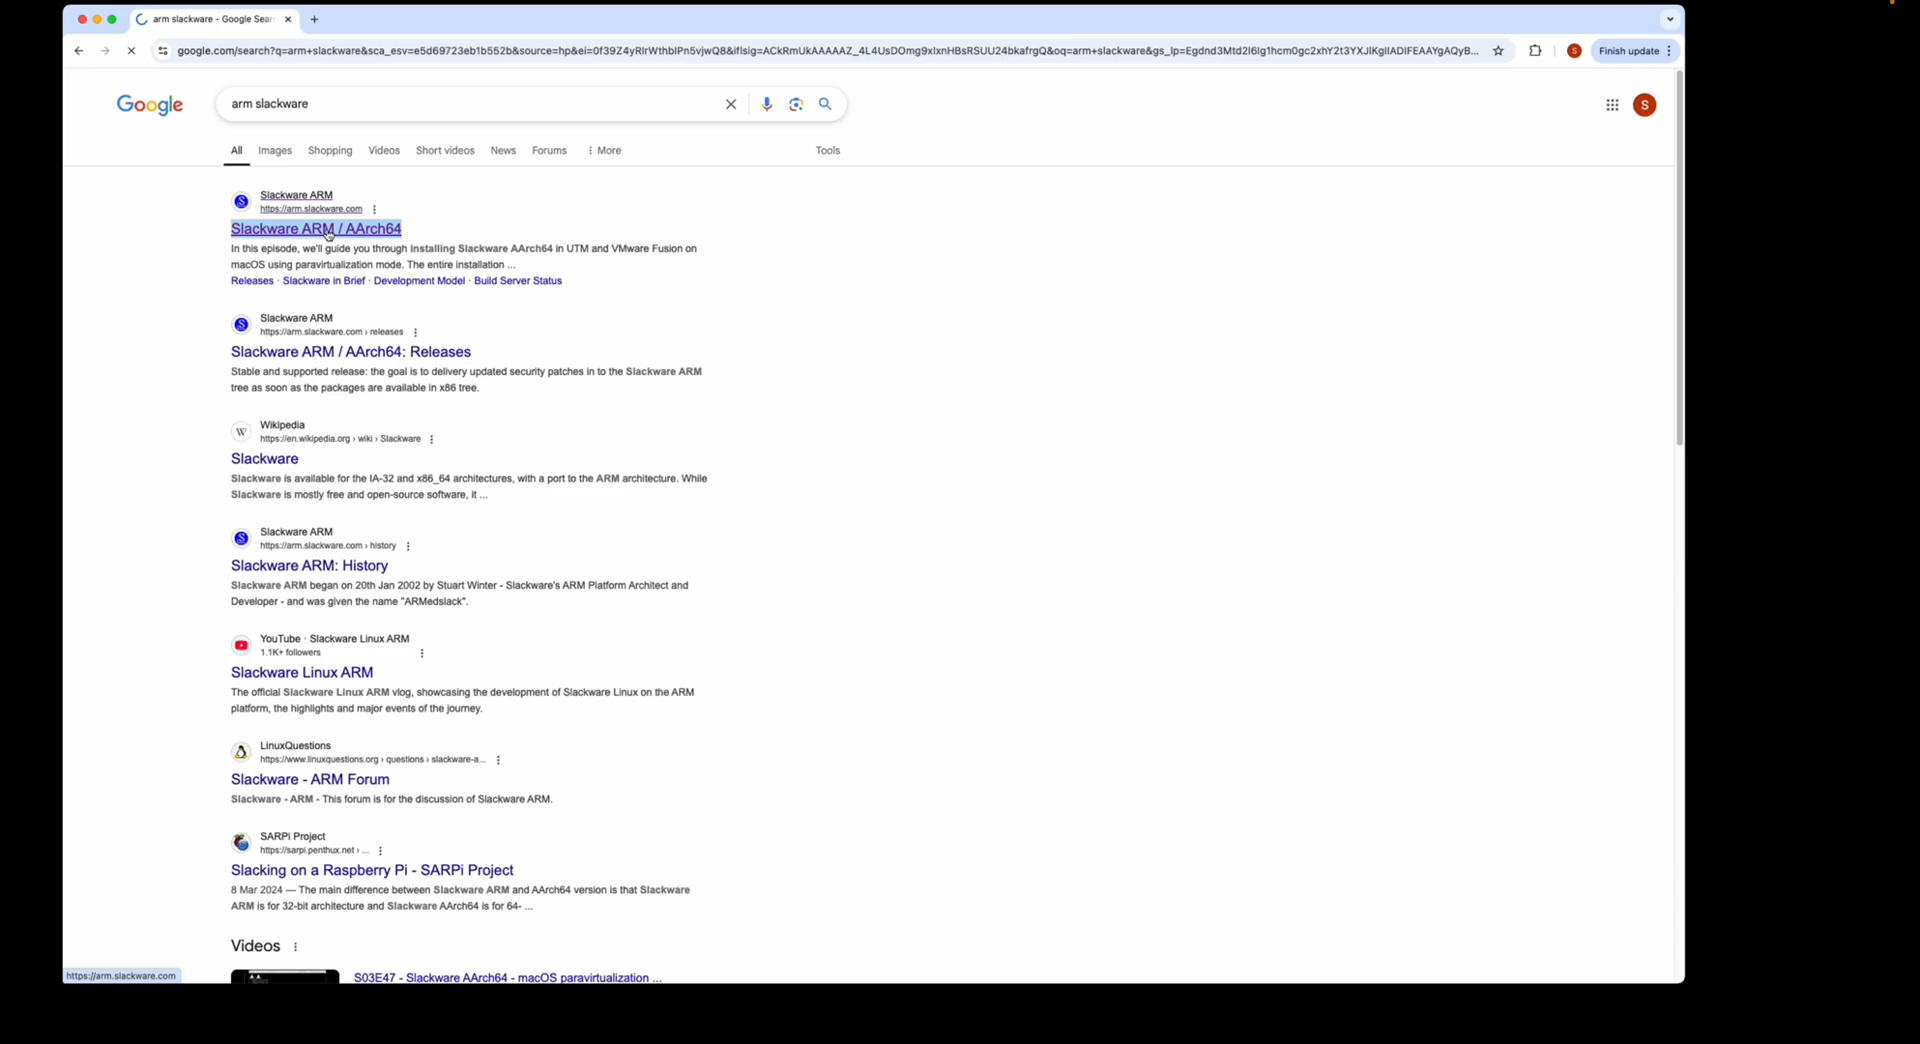 arm slackware - Google Sear
google.com/search?q=arm+slackware&sca_esv=e5d69723eb1b552b&source=hp&ei=0f39Z4yRIrWthbIPn5vjwQ8&iflsig=ACkRmUkAAAAAZ_4L4UsDOmg9xlxnHBsRSUU24bkafrgQ&oq=arm+slackware&gs_lp=Egdnd3Mtd2l6Ig1hcm0gc2xhY2t3YXJlKgIIADIFEAAYgAQyB...
Finish update
Google
arm slackware
S
All Images Shopping Videos Short videos News Forums More Tools
Slackware ARM
https://arm.slackware.com
Slackware ARM / AArch64
In this episode, we'll guide you through installing Slackware AArch64 in UTM and VMware Fusion on
macOS using paravirtualization mode. The entire installation ...
Releases · Slackware in Brief · Development Model · Build Server Status
Slackware ARM
https://arm.slackware.com › releases
Slackware ARM / AArch64: Releases
Stable and supported release: the goal is to delivery updated security patches in to the Slackware ARM
tree as soon as the packages are available in x86 tree.
Wikipedia
https://en.wikipedia.org › wiki › Slackware
Slackware
Slackware is available for the IA-32 and x86_64 architectures, with a port to the ARM architecture. While
Slackware is mostly free and open-source software, it ...
Slackware ARM
https://arm.slackware.com › history
Slackware ARM: History
Slackware ARM began on 20th Jan 2002 by Stuart Winter - Slackware's ARM Platform Architect and
Developer - and was given the name "ARMedslack".
YouTube · Slackware Linux ARM
1.1K+ followers
Slackware Linux ARM
The official Slackware Linux ARM vlog, showcasing the development of Slackware Linux on the ARM
platform, the highlights and major events of the journey.
LinuxQuestions
https://www.linuxquestions.org › questions › slackware-a...
Slackware - ARM Forum
Slackware - ARM - This forum is for the discussion of Slackware ARM.
SARPi Project
https://sarpi.penthux.net › ...
Slacking on a Raspberry Pi - SARPi Project
8 Mar 2024 — The main difference between Slackware ARM and AArch64 version is that Slackware
ARM is for 32-bit architecture and Slackware AArch64 is for 64- ...
Videos
S03E47 - Slackware AArch64 - macOS paravirtualization ...
https://arm.slackware.com